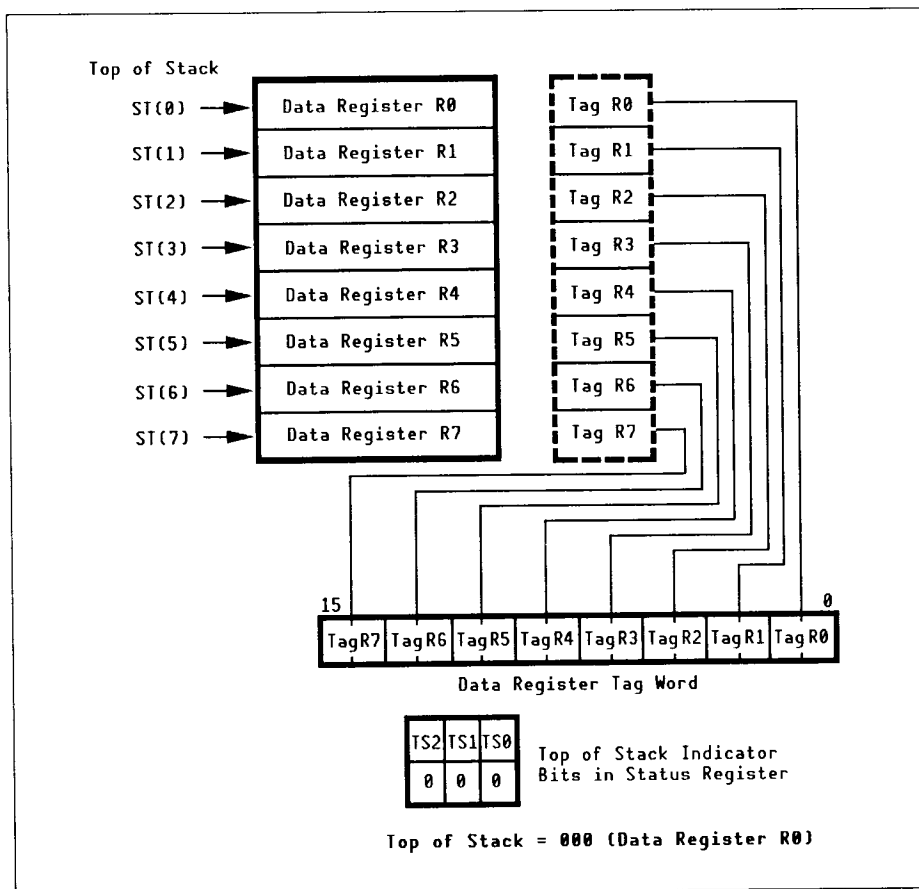 Top of Stack
ST(0) Data Register R0 Tag R0
ST(1) Data Register R1 Tag R1
ST(2) Data Register R2 Tag R2
ST(3) Data Register R3 Tag R3
ST(4) Data Register R4 Tag R4
ST(5) Data Register R5 Tag R5
ST(6) Data Register R6 Tag R6
ST(7) Data Register R7 Tag R7
15 0
TagR7 TagR6 TagR5 TagR4 TagR3 TagR2 TagR1 TagR0
Data Register Tag Word
TS2 TS1 TS0
0 0 0
Top of Stack Indicator
Bits in Status Register
Top of Stack = 000 (Data Register R0)